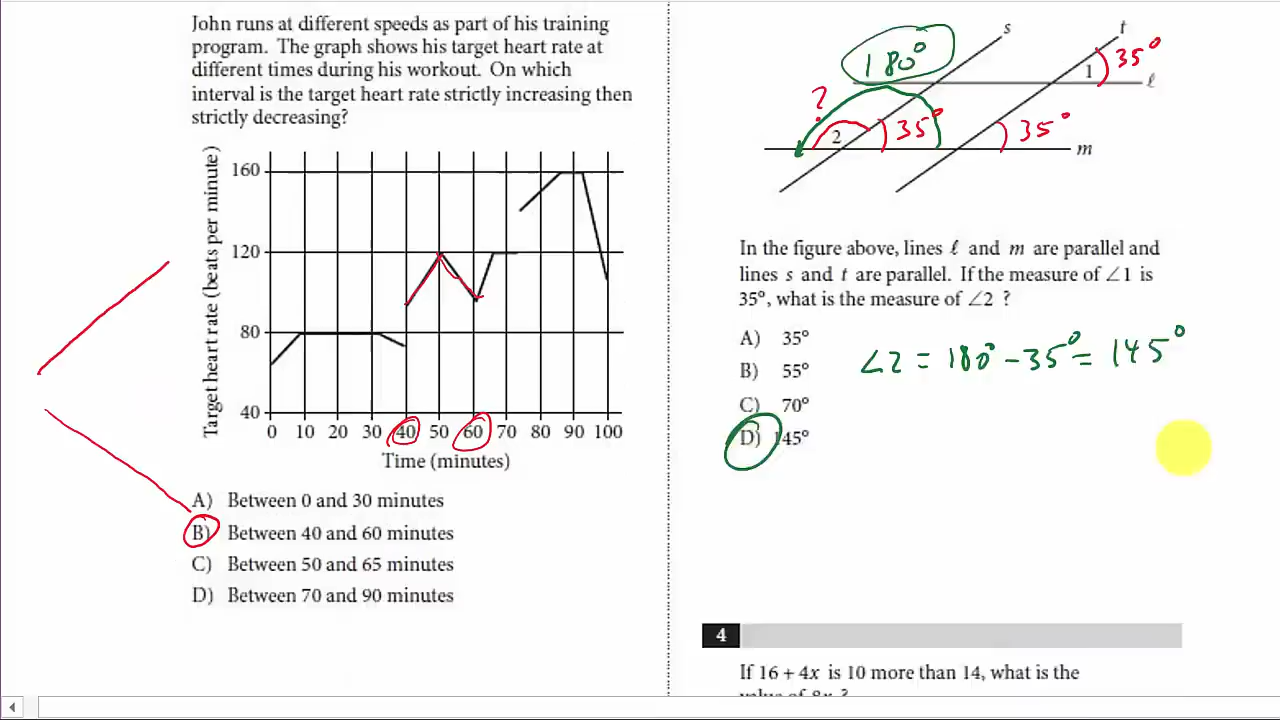 John runs at different speeds as part of his training
program. The graph shows his target heart rate at
different times during his workout. On which
interval is the target heart rate strictly increasing then
strictly decreasing?
Target heart rate (beats per minute)
160
120
80
40
0 10 20 30 40 50 60 70 80 90 100
Time (minutes)
A) Between 0 and 30 minutes
B) Between 40 and 60 minutes
C) Between 50 and 65 minutes
D) Between 70 and 90 minutes
s
t
180°
1
35°
ℓ
?
2
35°
35°
m
In the figure above, lines ℓ and m are parallel and
lines s and t are parallel. If the measure of ∠1 is
35°, what is the measure of ∠2 ?
A) 35°
B) 55°
C) 70°
D) 145°
∠2 = 180° - 35° = 145°
4
If 16 + 4x is 10 more than 14, what is the
value of 8x ?